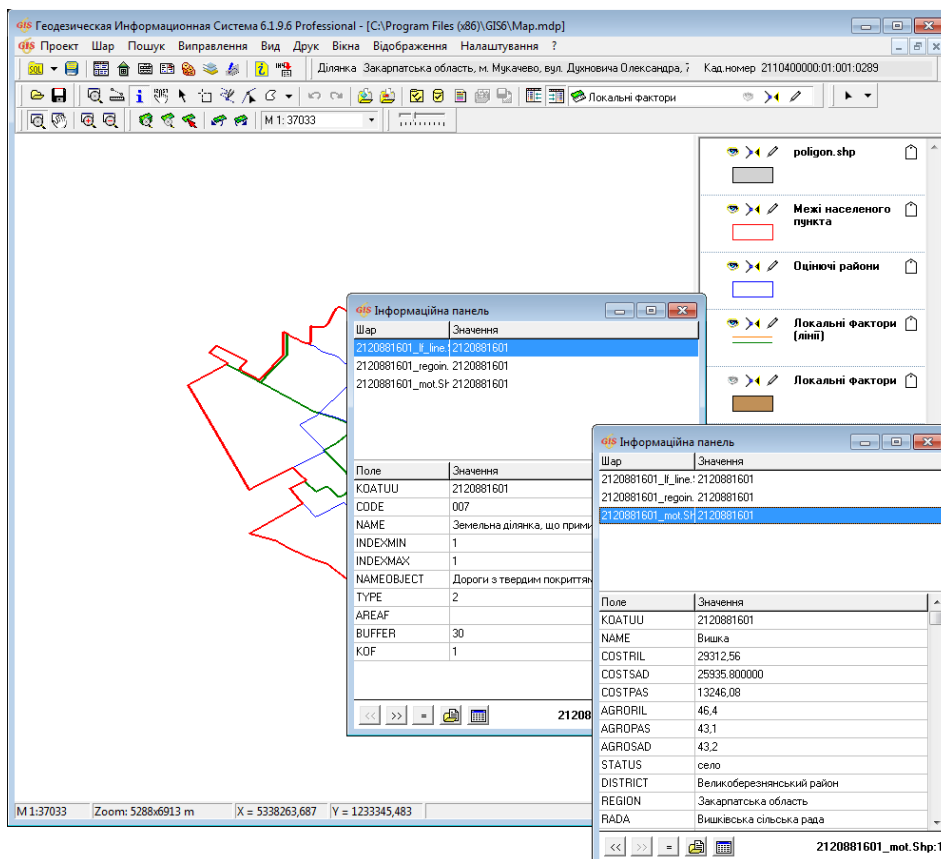 GIS Геодезическая Информационная Система 6.1.9.6 Professional - [C:\Program Files (x86)\GIS6\Map.mdp]
GIS Проект Шар Пошук Виправлення Вид Друк Вікна Відображення Налаштування ?
SQL Ділянка Закарпатська область, м. Мукачево, вул. Духновича Олександра, Кад.номер 2110400000:01:001:0289
Локальні фактори
M 1: 37033
poligon.shp
Межі населеного
пункта
Оцінючі райони
Локальні фактори
(лінії)
Локальні фактори
GIS Інформаційна панель
Шар Значення
2120881601_lf_line. 2120881601
2120881601_regoin. 2120881601
2120881601_mot.Sh 2120881601
Поле Значення
KOATUU 2120881601
CODE 007
NAME Земельна ділянка, що прими
INDEXMIN 1
INDEXMAX 1
NAMEOBJECT Дороги з твердим покриттям
TYPE 2
AREAF
BUFFER 30
KOF 1
<< >> = 21208
GIS Інформаційна панель
Шар Значення
2120881601_lf_line. 2120881601
2120881601_regoin. 2120881601
2120881601_mot.Sh 2120881601
Поле Значення
KOATUU 2120881601
NAME Вишка
COSTRIL 29312,56
COSTSAD 25935.800000
COSTPAS 13246,08
AGRORIL 46,4
AGROPAS 43,1
AGROSAD 43,2
STATUS село
DISTRICT Великоберезнянський район
REGION Закарпатська область
RADA Вишківська сільська рада
<< >> = 2120881601_mot.Shp:1
M 1:37033 Zoom: 5288x6913 m X = 5338263,687 Y = 1233345,483